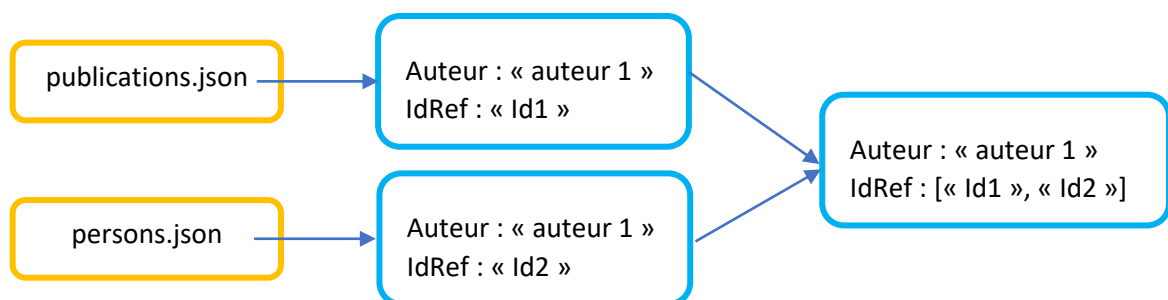 publications.json
Auteur : « auteur 1 »
IdRef : « Id1 »
Auteur : « auteur 1 »
IdRef : [« Id1 », « Id2 »]
persons.json
Auteur : « auteur 1 »
IdRef : « Id2 »